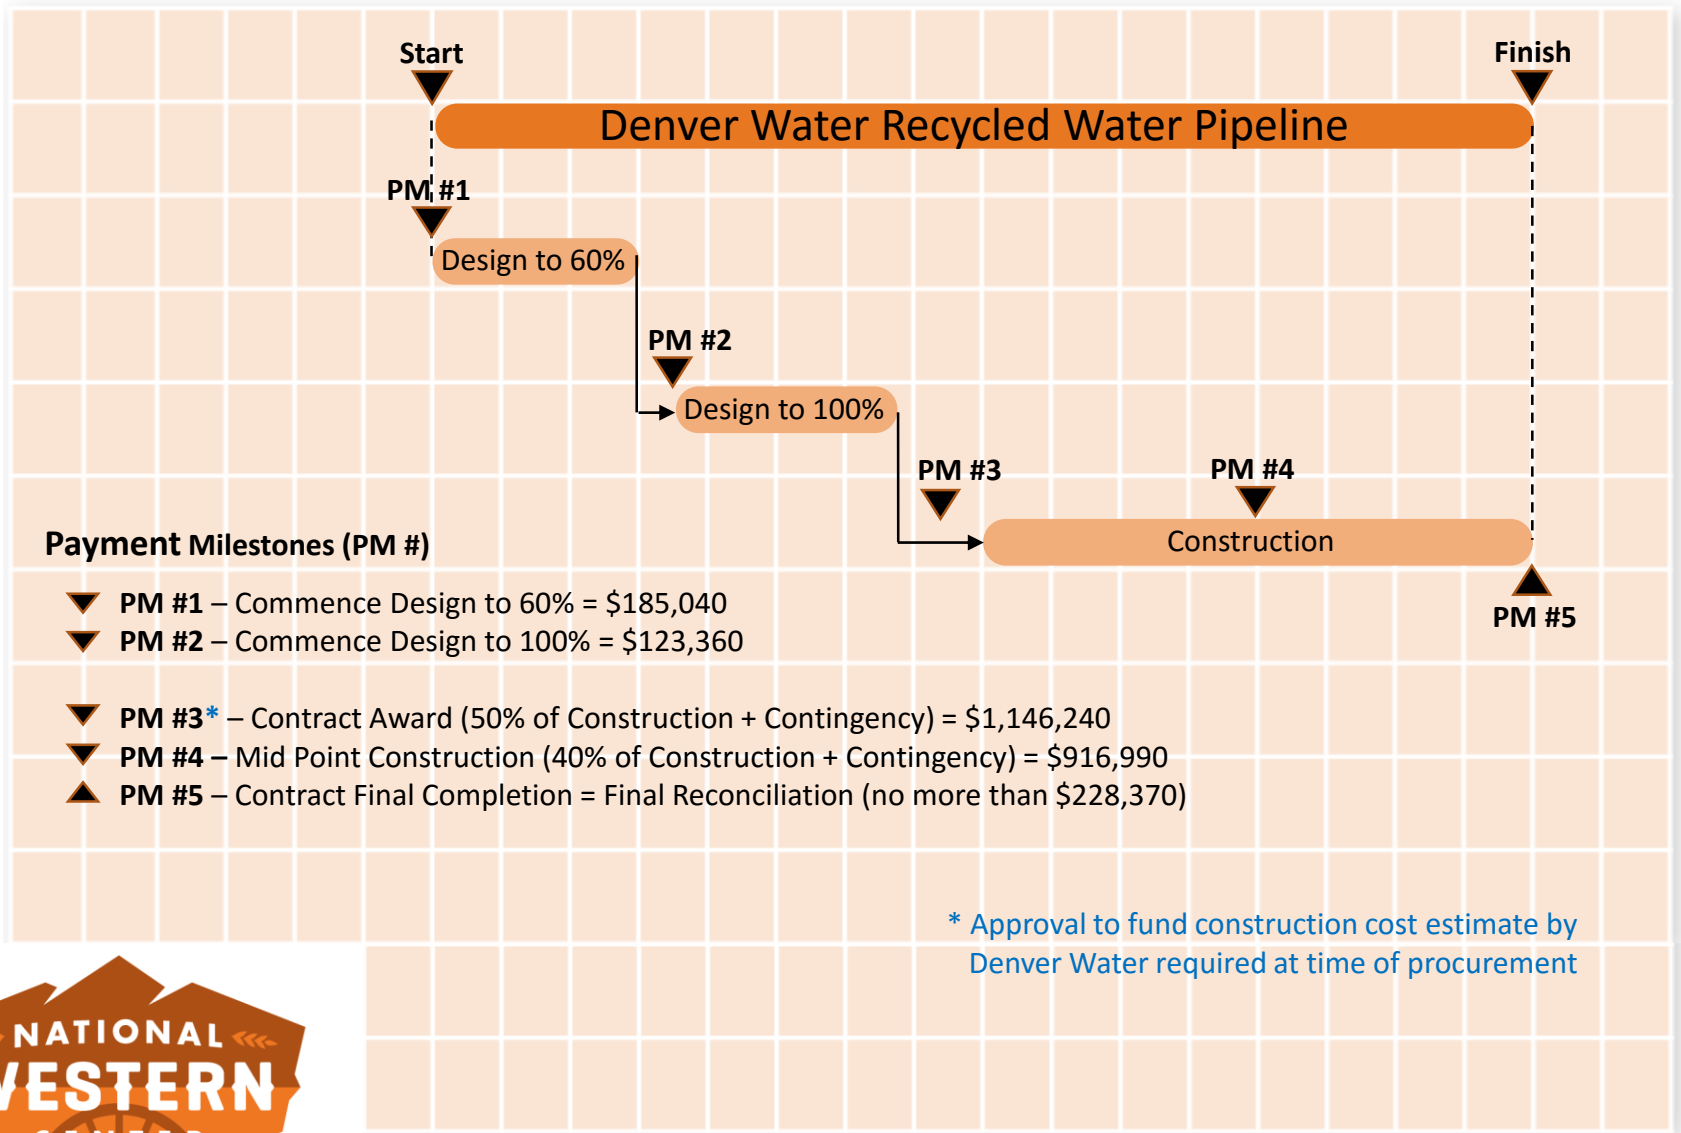 Start
Finish
Denver Water Recycled Water Pipeline
PM #1
Design to 60%
PM #2
Design to 100%
PM #3
PM #4
Construction
PM #5
Payment Milestones (PM #)
PM #1 – Commence Design to 60% = $185,040
PM #2 – Commence Design to 100% = $123,360
PM #3* – Contract Award (50% of Construction + Contingency) = $1,146,240
PM #4 – Mid Point Construction (40% of Construction + Contingency) = $916,990
PM #5 – Contract Final Completion = Final Reconciliation (no more than $228,370)
* Approval to fund construction cost estimate by
Denver Water required at time of procurement
NATIONAL
WESTERN